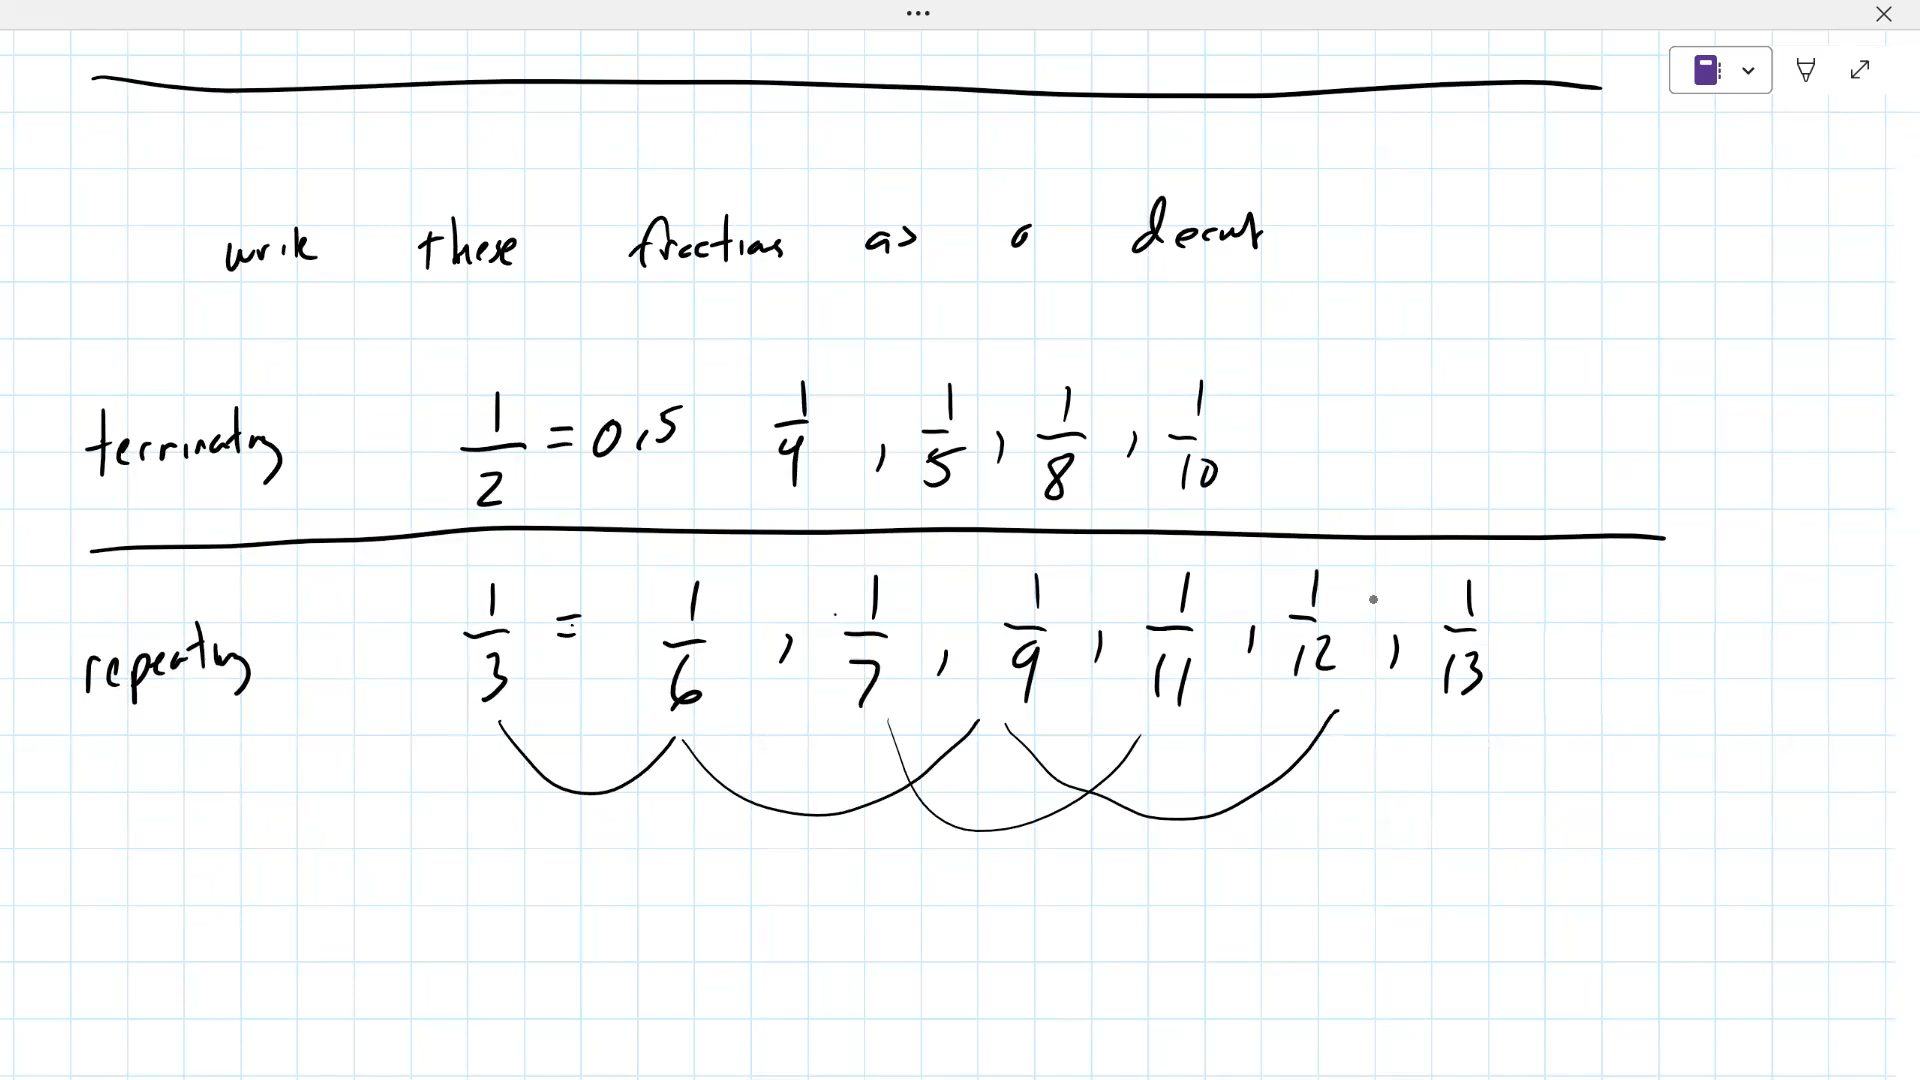 write these fractions as a
terminating 1/2 = 0.5 1/4 , 1/5 , 1/8 , 1/10
repeating 1/3 = 1/6 , 1/7 , 1/9 , 1/11 , 1/12 , 1/13